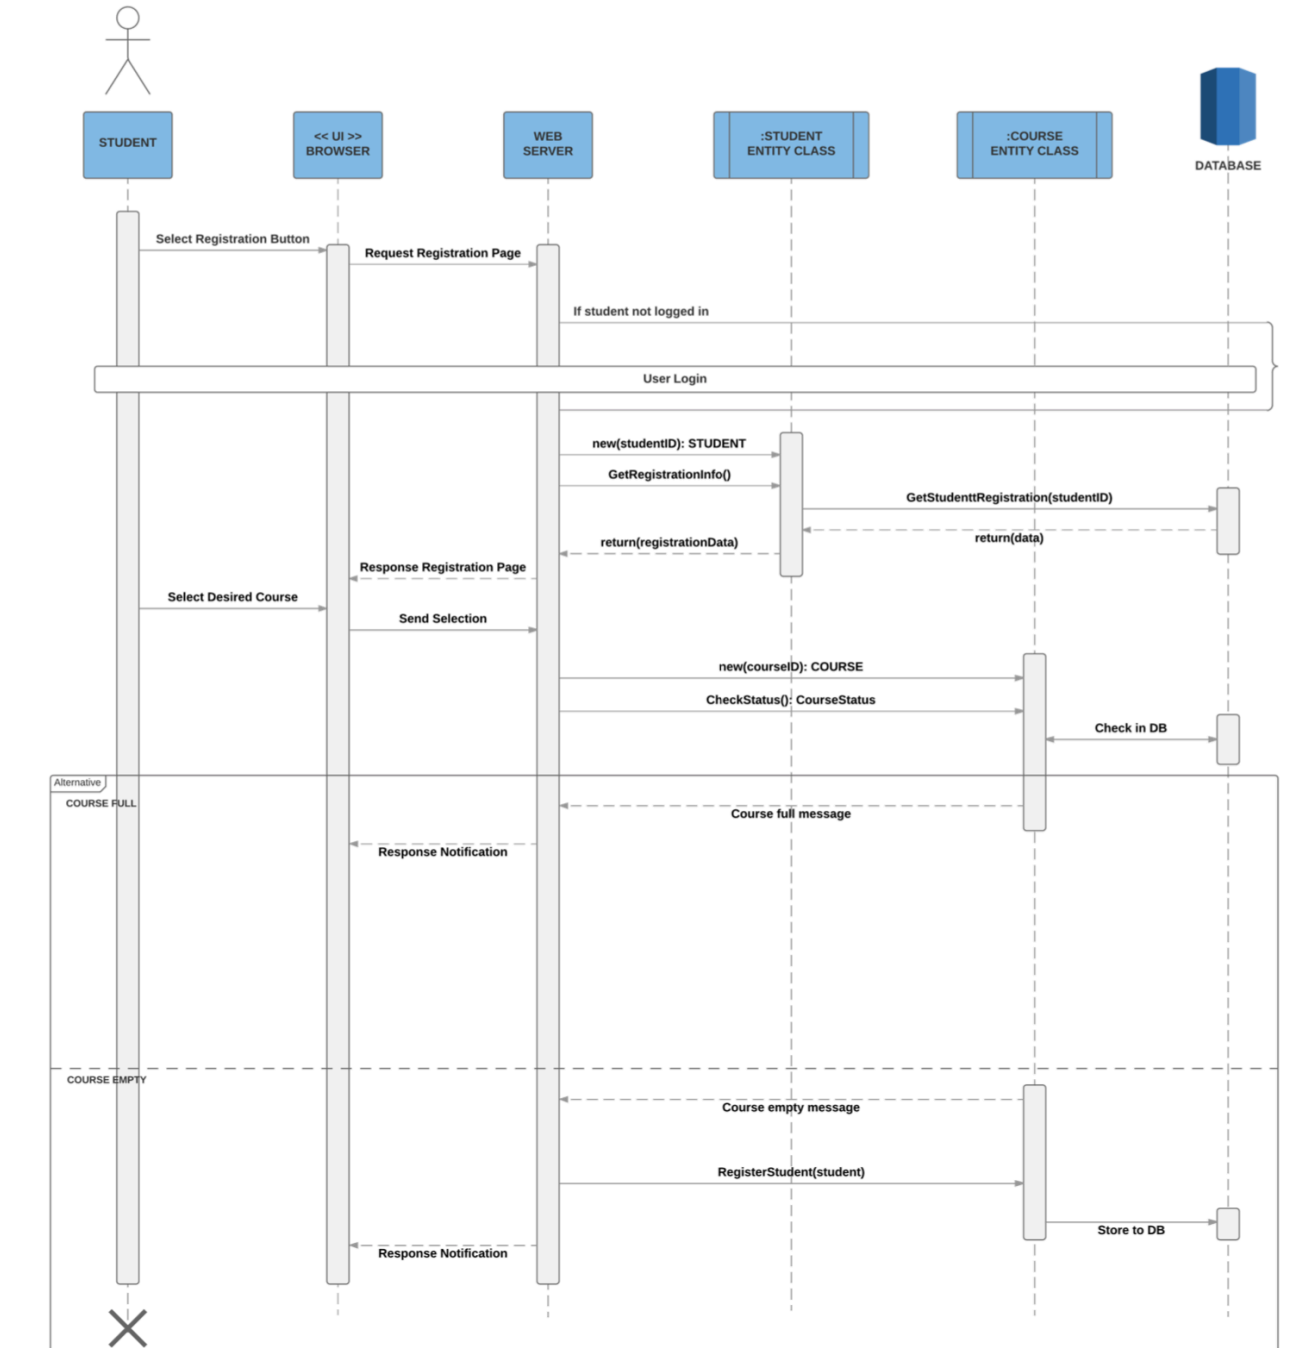 STUDENT
<< UI >>
BROWSER
WEB
SERVER
:STUDENT
ENTITY CLASS
:COURSE
ENTITY CLASS
DATABASE
Select Registration Button
Request Registration Page
If student not logged in
User Login
new(studentID): STUDENT
GetRegistrationInfo()
GetStudenttRegistration(studentID)
return(data)
return(registrationData)
Response Registration Page
Select Desired Course
Send Selection
new(courseID): COURSE
CheckStatus(): CourseStatus
Check in DB
Alternative
COURSE FULL
Course full message
Response Notification
COURSE EMPTY
Course empty message
RegisterStudent(student)
Store to DB
Response Notification